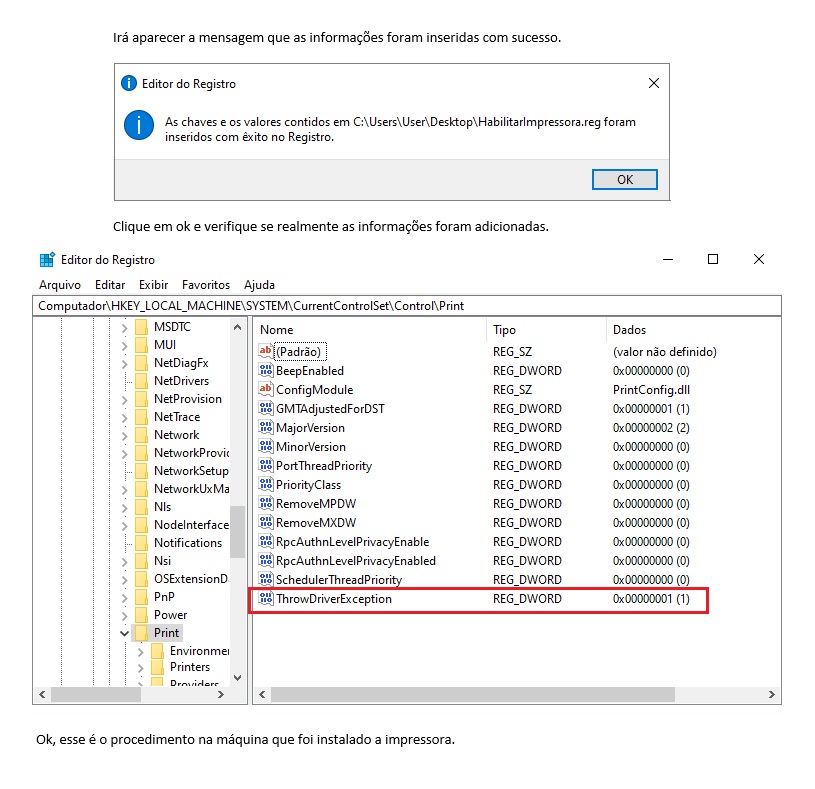 Irá aparecer a mensagem que as informações foram inseridas com sucesso.
Editor do Registro
As chaves e os valores contidos em C:\Users\User\Desktop\HabilitarImpressora.reg foram
inseridos com êxito no Registro.
OK
Clique em ok e verifique se realmente as informações foram adicionadas.
Editor do Registro
Arquivo Editar Exibir Favoritos Ajuda
Computador\HKEY_LOCAL_MACHINE\SYSTEM\CurrentControlSet\Control\Print
MSDTC
MUI
NetDiagFx
NetDrivers
NetProvision
NetTrace
Network
NetworkProvid
NetworkSetup
NetworkUxMa
Nls
NodeInterface
Notifications
Nsi
OSExtensionDa
PnP
Power
Print
Environmen
Printers
Providers
Nome Tipo Dados
(Padrão) REG_SZ (valor não definido)
BeepEnabled REG_DWORD 0x00000000 (0)
ConfigModule REG_SZ PrintConfig.dll
GMTAdjustedForDST REG_DWORD 0x00000001 (1)
MajorVersion REG_DWORD 0x00000002 (2)
MinorVersion REG_DWORD 0x00000000 (0)
PortThreadPriority REG_DWORD 0x00000000 (0)
PriorityClass REG_DWORD 0x00000000 (0)
RemoveMPDW REG_DWORD 0x00000000 (0)
RemoveMXDW REG_DWORD 0x00000000 (0)
RpcAuthnLevelPrivacyEnable REG_DWORD 0x00000000 (0)
RpcAuthnLevelPrivacyEnabled REG_DWORD 0x00000000 (0)
SchedulerThreadPriority REG_DWORD 0x00000000 (0)
ThrowDriverException REG_DWORD 0x00000001 (1)
Ok, esse é o procedimento na máquina que foi instalado a impressora.